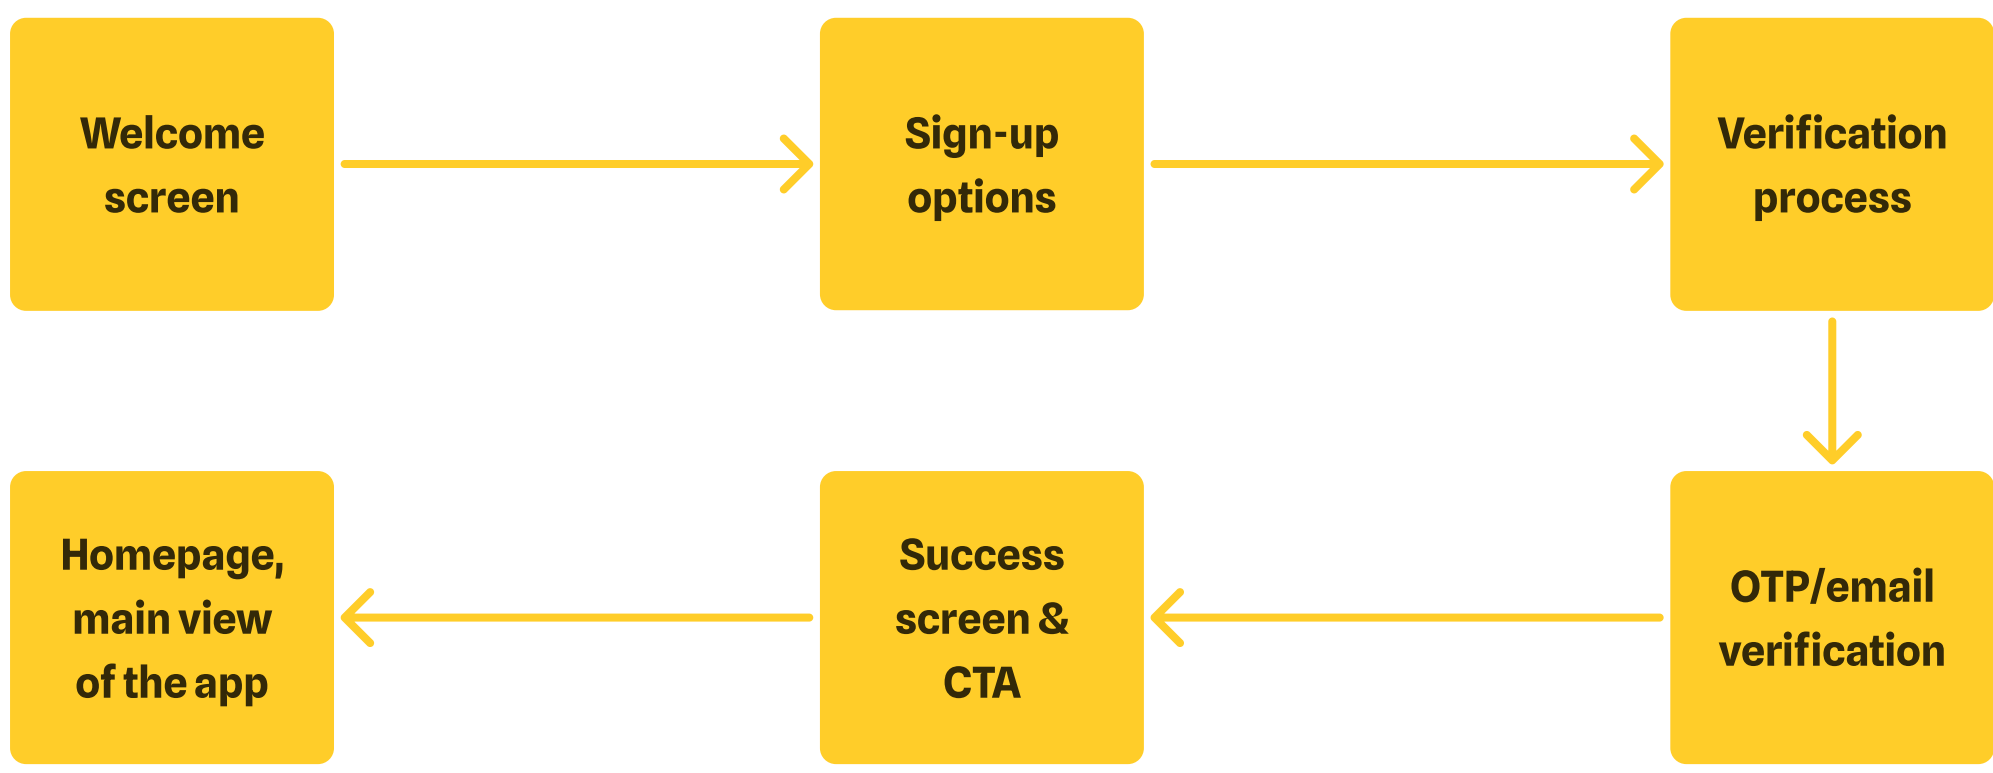 Welcome
screen
Sign-up
options
Verification
process
OTP/email
verification
Success
screen &
CTA
Homepage,
main view
of the app